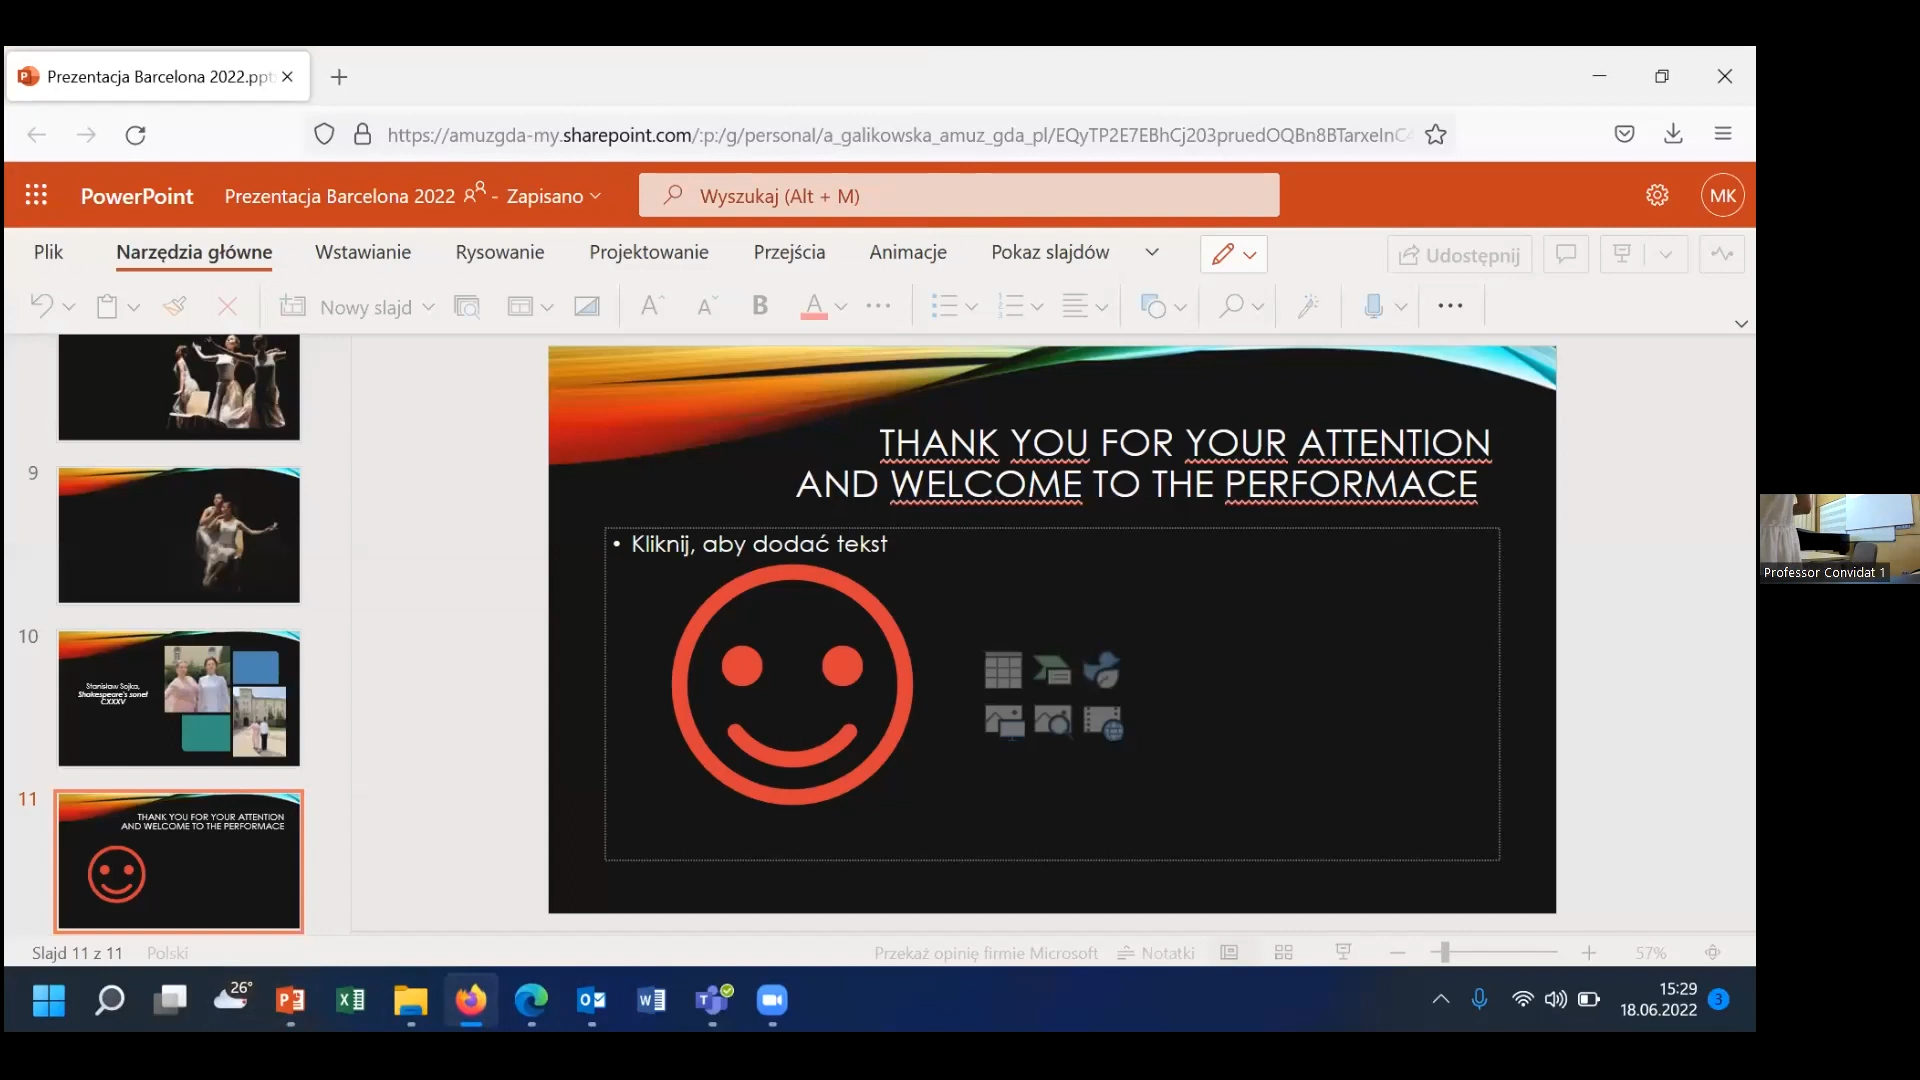 Prezentacja Barcelona 2022.ppt
https://amuzgda-my.sharepoint.com/:p:/g/personal/a_galikowska_amuz_gda_pl/EQyTP2E7EBhCj203pruedOQBn8BTarxeInC
PowerPoint Prezentacja Barcelona 2022 - Zapisano Wyszukaj (Alt + M) MK
Plik Narzędzia główne Wstawianie Rysowanie Projektowanie Przejścia Animacje Pokaz slajdów Udostępnij
Nowy slajd A A B A
9
10
Stanisław Sojka,
Shakespeare's sonet
CXXXV
11
THANK YOU FOR YOUR ATTENTION
AND WELCOME TO THE PERFORMACE
THANK YOU FOR YOUR ATTENTION
AND WELCOME TO THE PERFORMACE
• Kliknij, aby dodać tekst
Professor Convidat 1
Slajd 11 z 11 Polski Przekaż opinię firmie Microsoft Notatki 57%
26°
15:29
18.06.2022 3